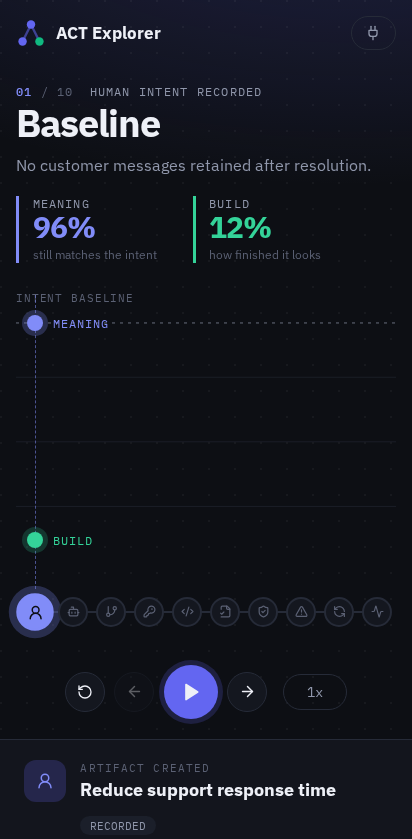 ACT Explorer
01 / 10 HUMAN INTENT RECORDED
Baseline
No customer messages retained after resolution.
MEANING
96%
still matches the intent
BUILD
12%
how finished it looks
INTENT BASELINE
MEANING
BUILD
1x
ARTIFACT CREATED
Reduce support response time
RECORDED